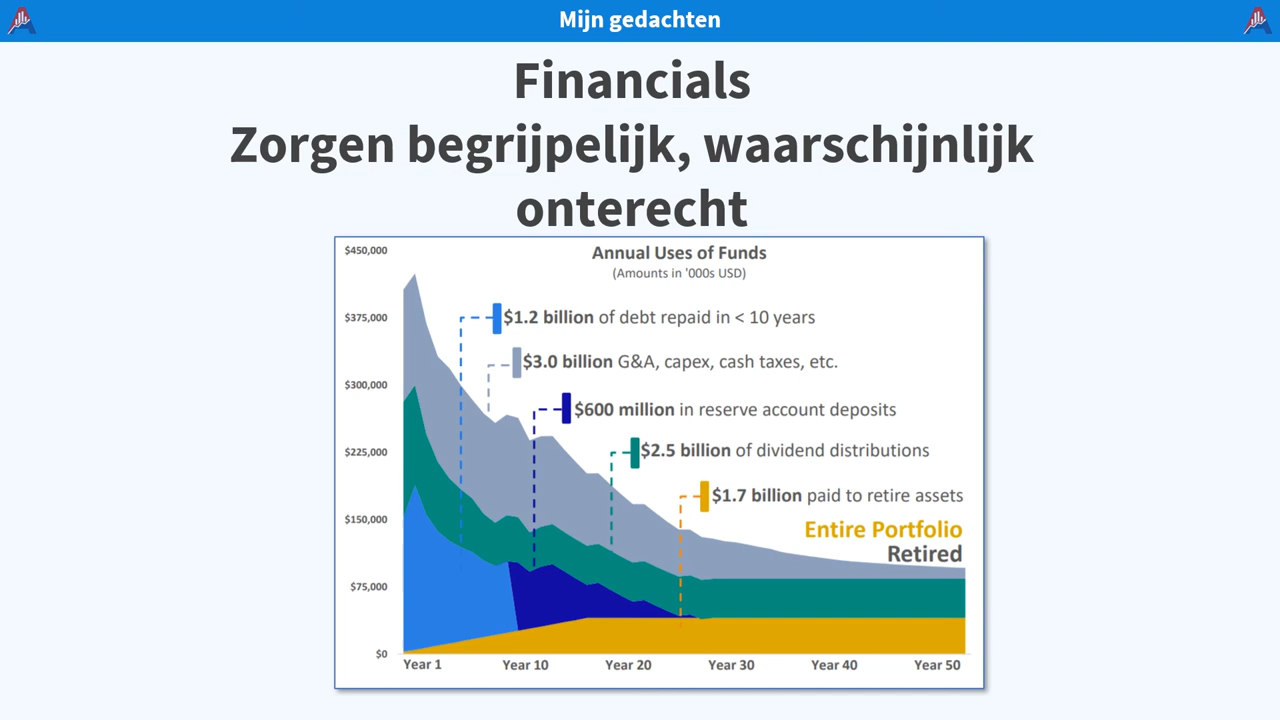 Mijn gedachten
Financials
Zorgen begrijpelijk, waarschijnlijk
onterecht
Annual Uses of Funds
(Amounts in '000s USD)
$450,000
$375,000
$300,000
$225,000
$150,000
$75,000
$0
$1.2 billion of debt repaid in < 10 years
$3.0 billion G&A, capex, cash taxes, etc.
$600 million in reserve account deposits
$2.5 billion of dividend distributions
$1.7 billion paid to retire assets
Entire Portfolio
Retired
Year 1 Year 10 Year 20 Year 30 Year 40 Year 50